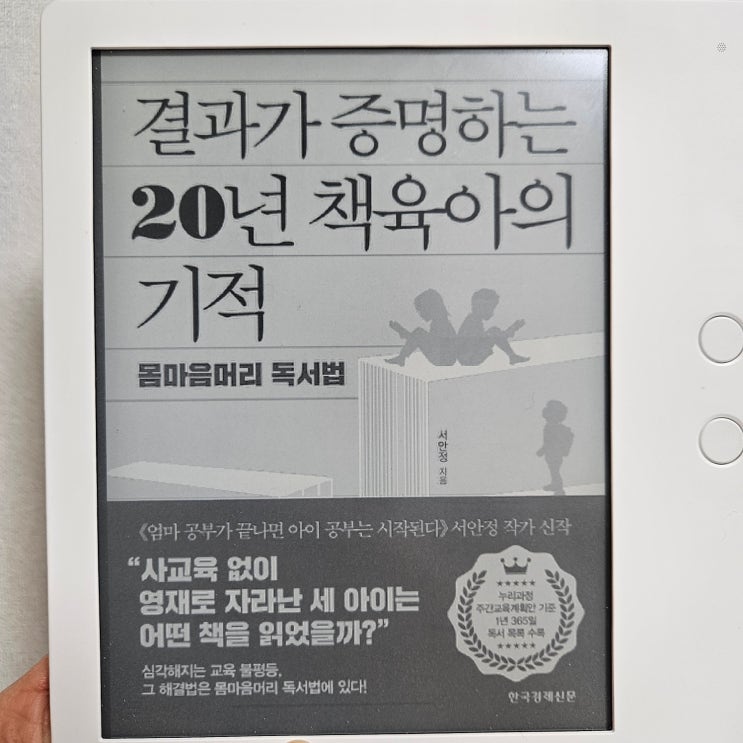 결과가 증명하는
20년 책육아의
기적
몸마음머리 독서법
서안정 지음
《엄마 공부가 끝나면 아이 공부는 시작된다》 서안정 작가 신작
“사교육 없이
영재로 자라난 세 아이는
어떤 책을 읽었을까?”
심각해지는 교육 불평등,
그 해결법은 몸마음머리 독서법에 있다!
누리과정
주간교육계획안 기준
1년 365일
독서 목록 수록
한국경제신문